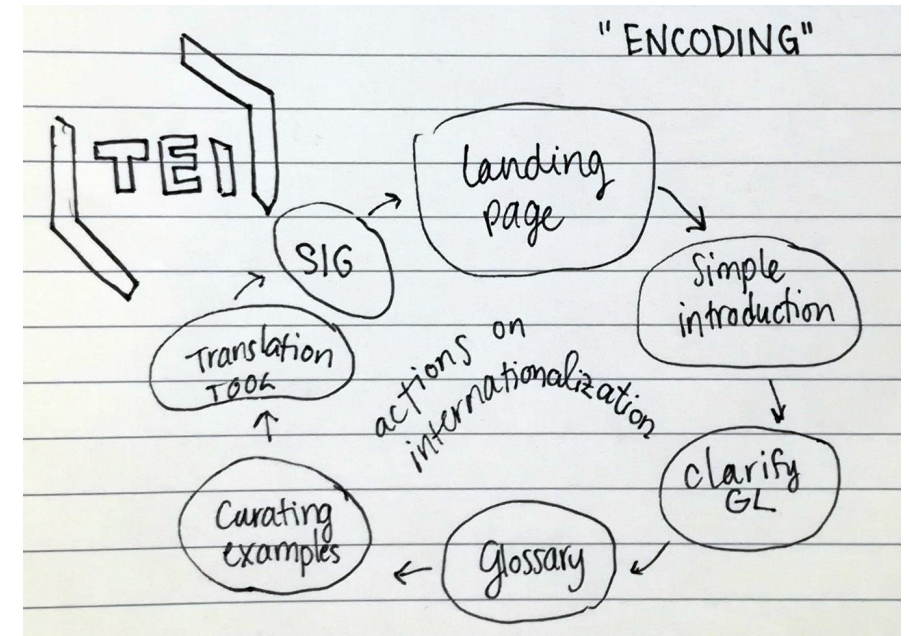 "ENCODING"
TEI
landing
page
SIG
Simple
introduction
Translation
TOOL
actions on
internationalization
Clarify
GL
Curating
examples
Glossary